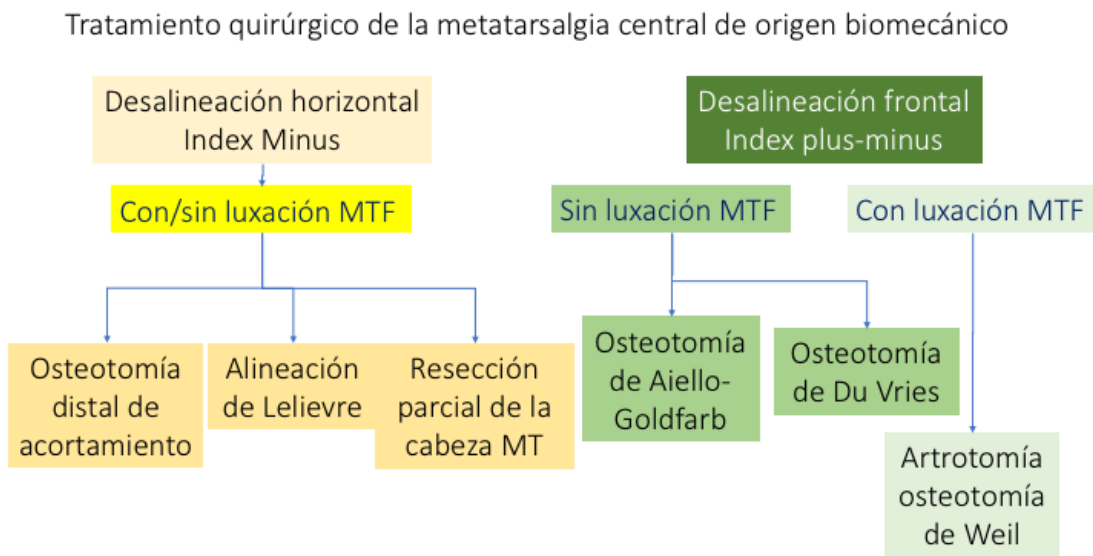 Tratamiento quirúrgico de la metatarsalgia central de origen biomecánico
Desalineación horizontal
Index Minus
Desalineación frontal
Index plus-minus
Con/sin luxación MTF
Sin luxación MTF
Con luxación MTF
Osteotomía
distal de
acortamiento
Alineación
de Lelievre
Resección
parcial de la
cabeza MT
Osteotomía
de Aiello-
Goldfarb
Osteotomía
de Du Vries
Artrotomía
osteotomía
de Weil